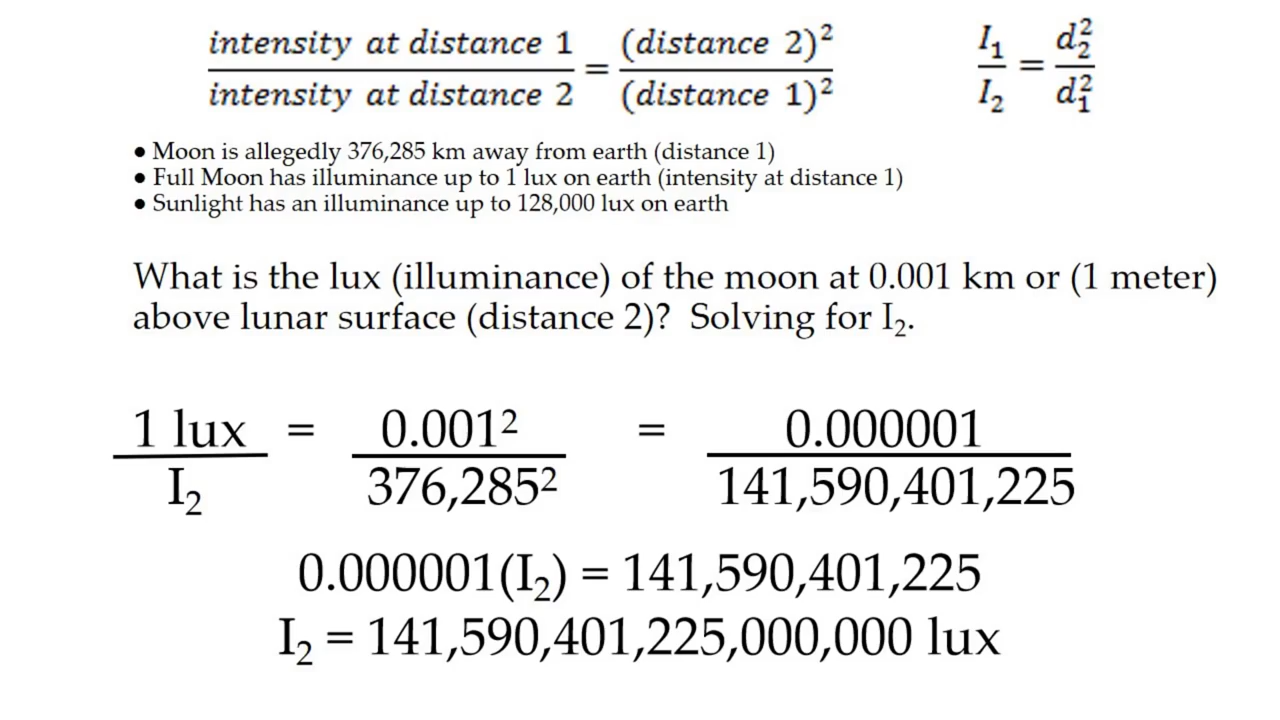 intensity at distance 1 / intensity at distance 2 = (distance 2)² / (distance 1)²
I₁ / I₂ = d₂² / d₁²
● Moon is allegedly 376,285 km away from earth (distance 1)
● Full Moon has illuminance up to 1 lux on earth (intensity at distance 1)
● Sunlight has an illuminance up to 128,000 lux on earth
What is the lux (illuminance) of the moon at 0.001 km or (1 meter)
above lunar surface (distance 2)? Solving for I₂.
1 lux / I₂ = 0.001² / 376,285² = 0.000001 / 141,590,401,225
0.000001(I₂) = 141,590,401,225
I₂ = 141,590,401,225,000,000 lux